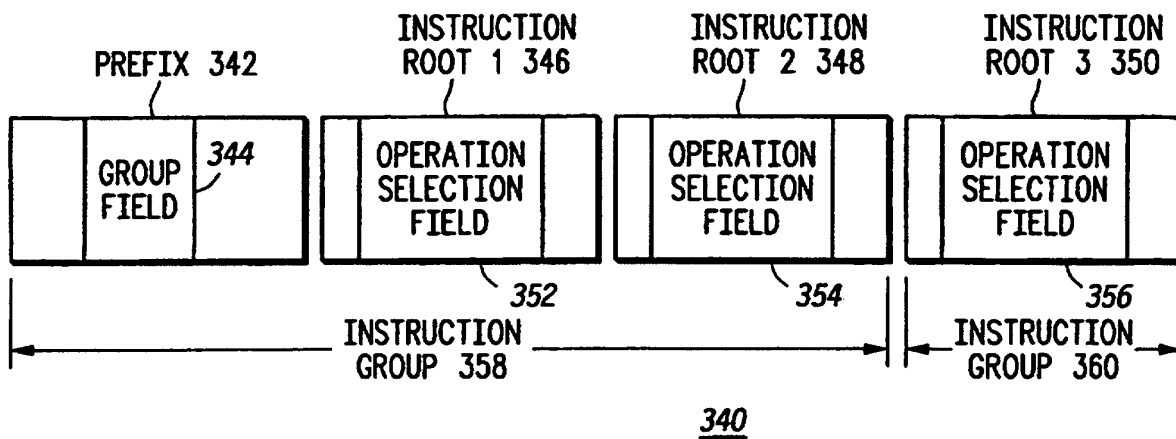 PREFIX 342
INSTRUCTION
ROOT 1 346
INSTRUCTION
ROOT 2 348
INSTRUCTION
ROOT 3 350
GROUP
FIELD
344
OPERATION
SELECTION
FIELD
OPERATION
SELECTION
FIELD
OPERATION
SELECTION
FIELD
352
354
356
INSTRUCTION
GROUP 358
INSTRUCTION
GROUP 360
340